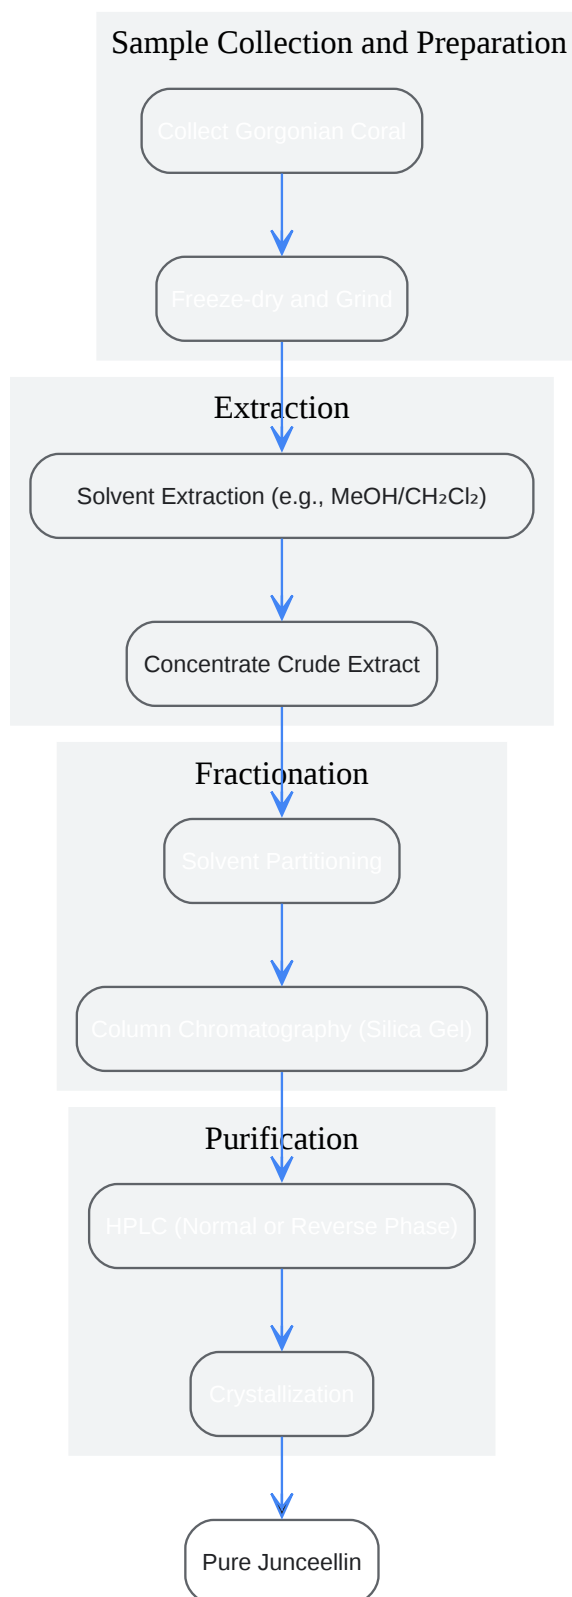 Sample Collection and Preparation
Collect Gorgonian Coral
Freeze-dry and Grind
Extraction
Solvent Extraction (e.g., MeOH/CH₂Cl₂)
Concentrate Crude Extract
Fractionation
Solvent Partitioning
Column Chromatography (Silica Gel)
Purification
HPLC (Normal or Reverse Phase)
Crystallization
Pure Junceellin